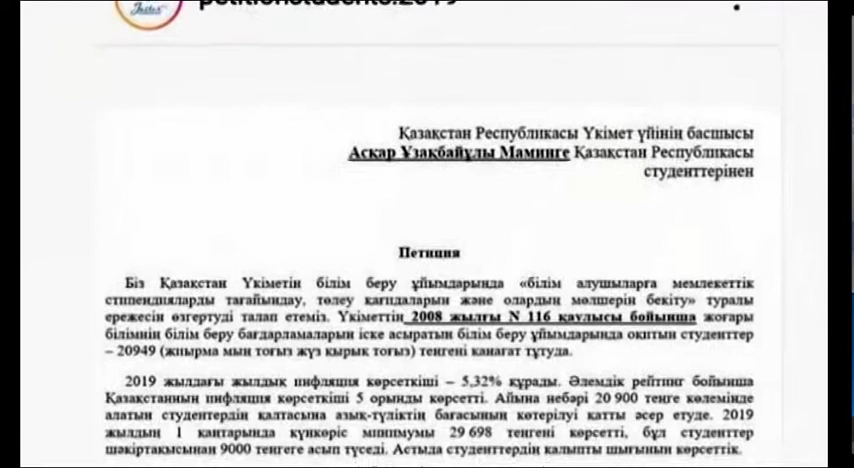 petitionstudents.2019
Қазақстан Республикасы Үкімет үйінің басшысы
Асқар Ұзақбайұлы Маминге Қазақстан Республикасы
студенттерінен
Петиция
Біз Қазақстан Үкіметін білім беру ұйымдарында «білім алушыларға мемлекеттік
стипендияларды тағайындау, төлеу қағидаларын және олардың мөлшерін бекіту» туралы
ережесін өзгертуді талап етеміз. Үкіметтің 2008 жылғы N 116 қаулысы бойынша жоғары
білімнің білім беру бағдарламаларын іске асыратын білім беру ұйымдарында оқитын студенттер
– 20949 (жиырма мың тоғыз жүз қырық тоғыз) теңгені қанағат тұтуда.
2019 жылдағы жылдық инфляция көрсеткіші – 5,32% құрады. Әлемдік рейтинг бойынша
Қазақстанның инфляция көрсеткіші 5 орынды көрсетті. Айына небәрі 20 900 теңге көлемінде
алатын студенттердің қалтасына азық-түліктің бағасының көтерілуі қатты әсер етуде. 2019
жылдың 1 қаңтарында күнкөріс минимумы 29 698 теңгені көрсетті, бұл студенттер
шәкіртақысынан 9000 теңгеге асып түседі. Астыда студенттердің қалыпты шығынын көрсеттік.